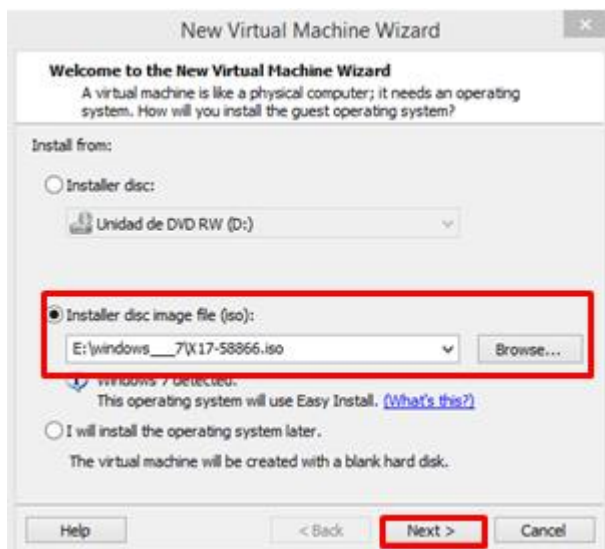 New Virtual Machine Wizard
Welcome to the New Virtual Machine Wizard
A virtual machine is like a physical computer; it needs an operating
system. How will you install the guest operating system?
Install from:
Installer disc:
Unidad de DVD RW (D:)
Installer disc image file (iso):
E:\windows___7\X17-58866.iso Browse...
Windows 7 detected.
This operating system will use Easy Install. (What's this?)
I will install the operating system later.
The virtual machine will be created with a blank hard disk.
Help < Back Next > Cancel